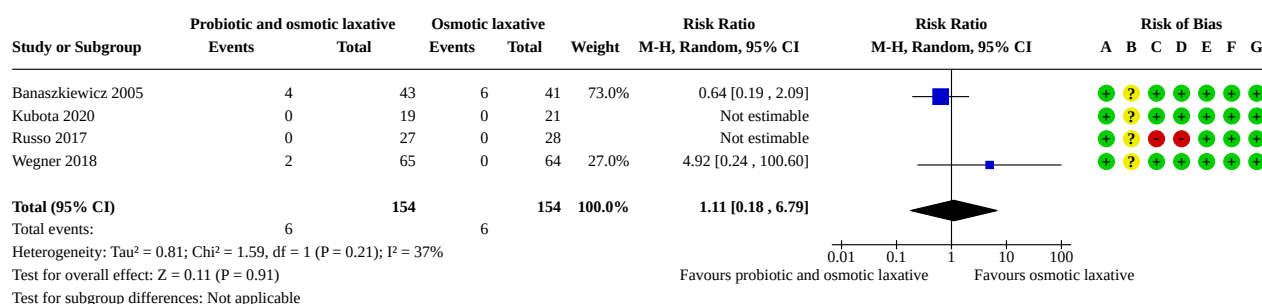 Probiotic and osmotic laxative Osmotic laxative Risk Ratio Risk Ratio Risk of Bias
Study or Subgroup Events Total Events Total Weight M-H, Random, 95% CI M-H, Random, 95% CI A B C D E F G
Banaszkiewicz 2005 4 43 6 41 73.0% 0.64 [0.19 , 2.09] + ? + + + + +
Kubota 2020 0 19 0 21 Not estimable + ? + + + + +
Russo 2017 0 27 0 28 Not estimable + ? - - + + +
Wegner 2018 2 65 0 64 27.0% 4.92 [0.24 , 100.60] + ? + + + + +
Total (95% CI) 154 154 100.0% 1.11 [0.18 , 6.79]
Total events: 6 6
Heterogeneity: Tau² = 0.81; Chi² = 1.59, df = 1 (P = 0.21); I² = 37%
0.01 0.1 1 10 100
Test for overall effect: Z = 0.11 (P = 0.91)
Favours probiotic and osmotic laxative Favours osmotic laxative
Test for subgroup differences: Not applicable